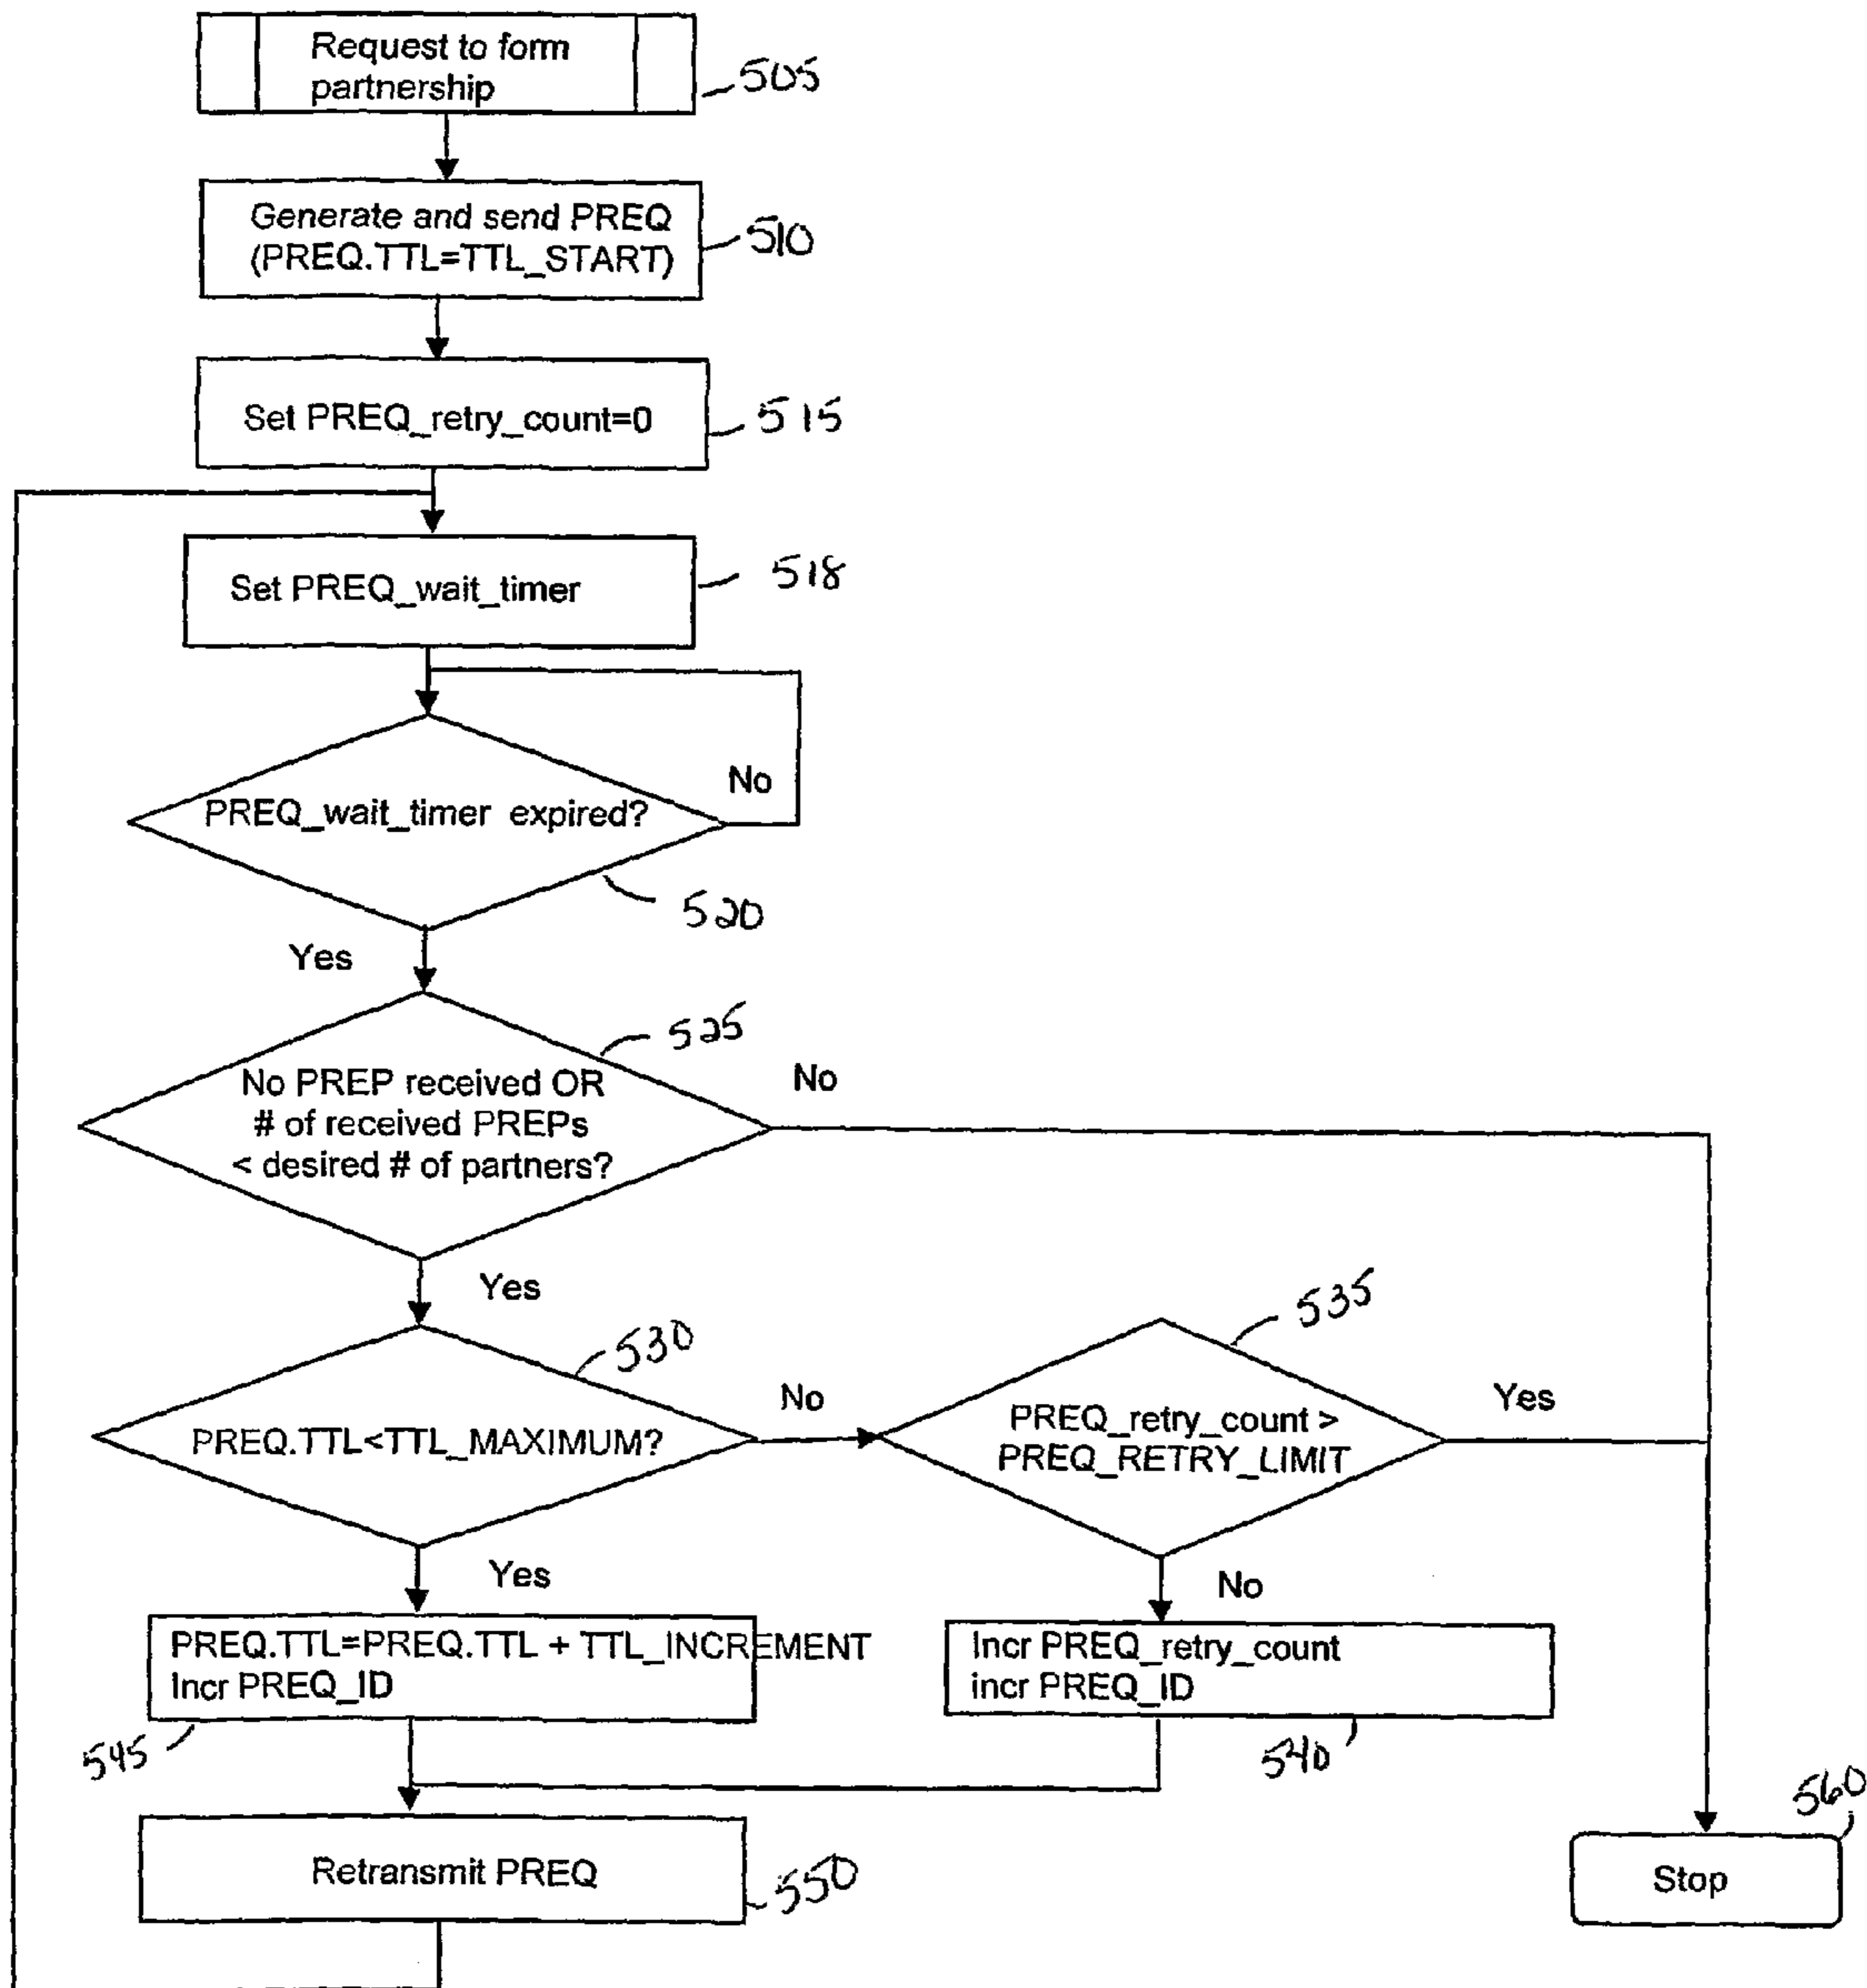 Request to form
partnership
505
Generate and send PREQ
(PREQ.TTL=TTL_START)
510
Set PREQ_retry_count=0
515
Set PREQ_wait_timer
518
No
PREQ_wait_timer expired?
520
Yes
525
No PREP received OR
# of received PREPs
< desired # of partners?
No
Yes
530
535
PREQ.TTL<TTL_MAXIMUM?
No
PREQ_retry_count >
PREQ_RETRY_LIMIT
Yes
Yes
No
PREQ.TTL=PREQ.TTL + TTL_INCREMENT
Incr PREQ_ID
545
Incr PREQ_retry_count
incr PREQ_ID
540
Retransmit PREQ
550
560
Stop